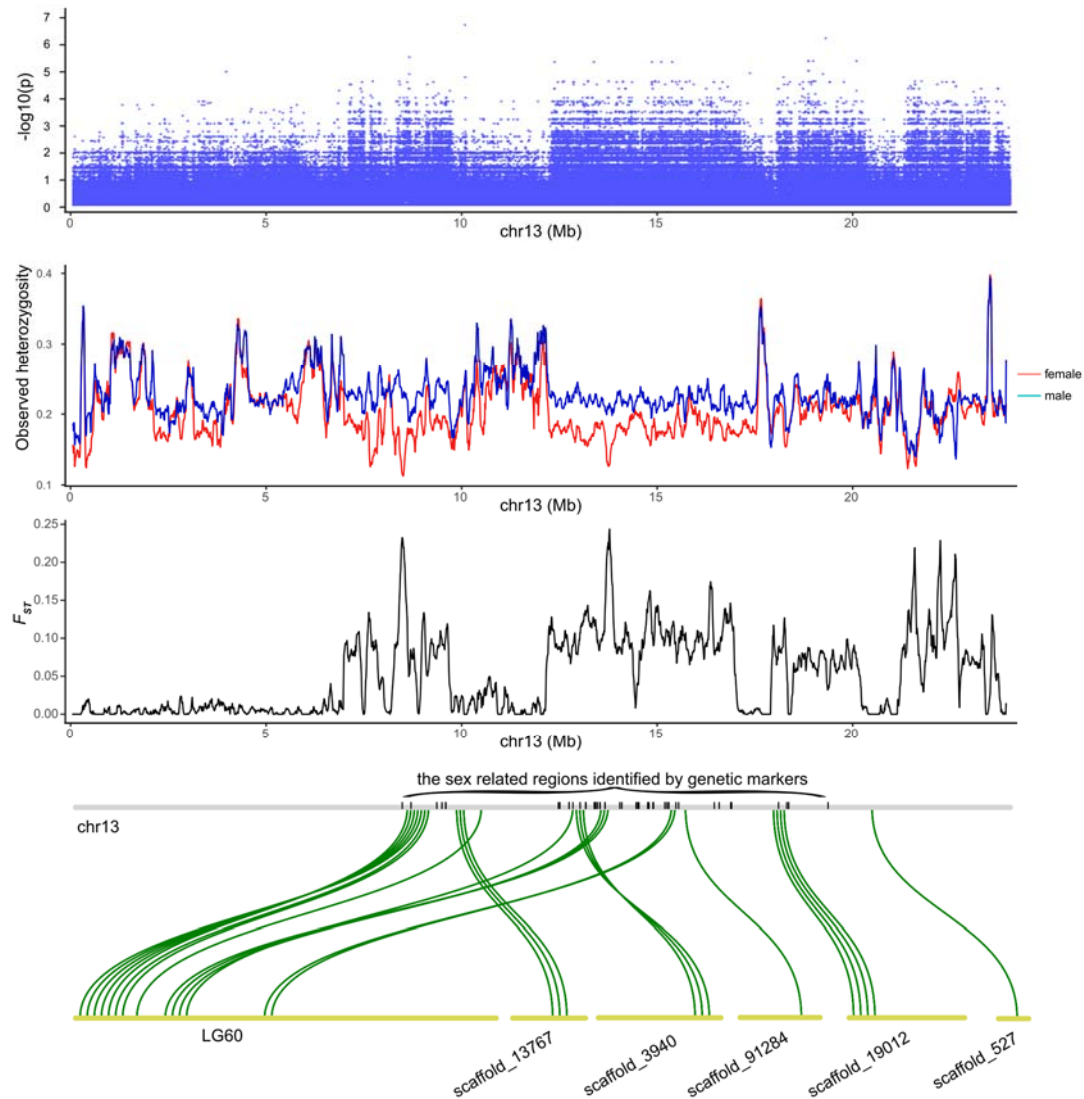 -log10(p)
7
6
5
4
3
2
1
0
0 5 10 15 20
chr13 (Mb)
Observed heterozygosity
0.4
0.3
0.2
0.1
female
male
0 5 10 15 20
chr13 (Mb)
F_ST
0.25
0.20
0.15
0.10
0.05
0.00
0 5 10 15 20
chr13 (Mb)
the sex related regions identified by genetic markers
chr13
LG60
scaffold_13767
scaffold_3940
scaffold_91284
scaffold_19012
scaffold_527